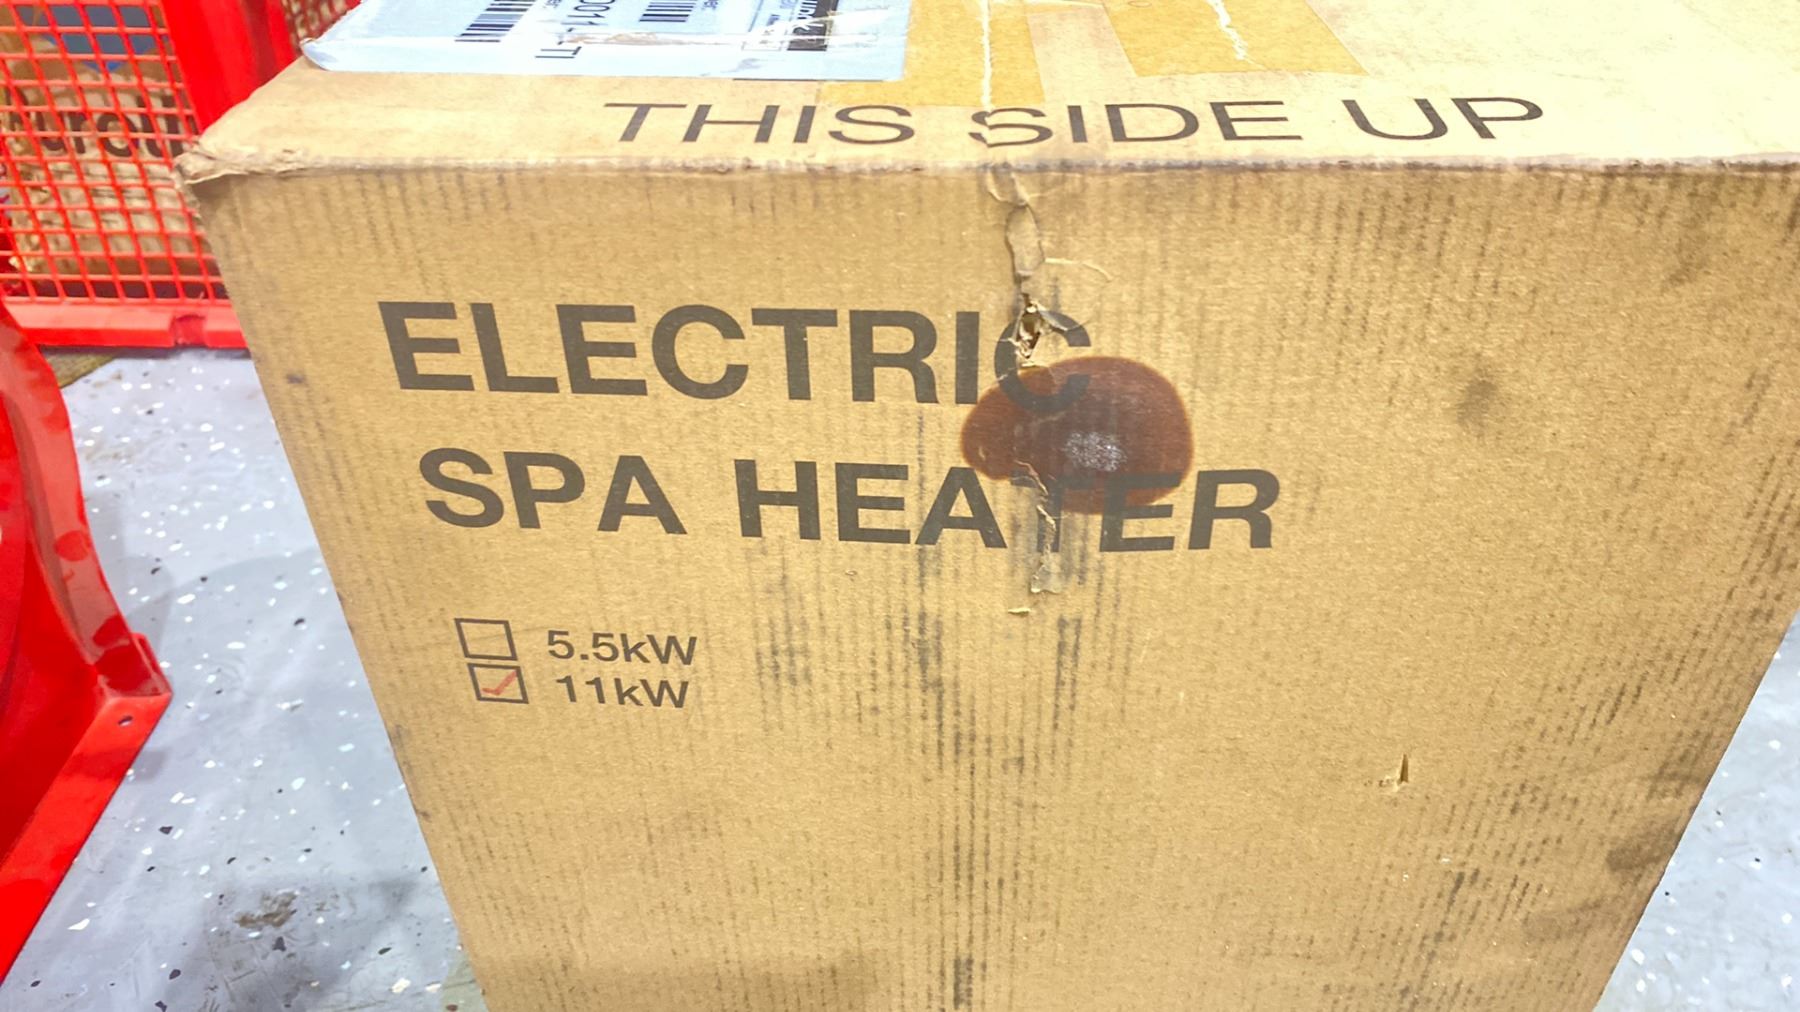 THIS SIDE UP
ELECTRIC
SPA HEATER
5.5kW
11kW